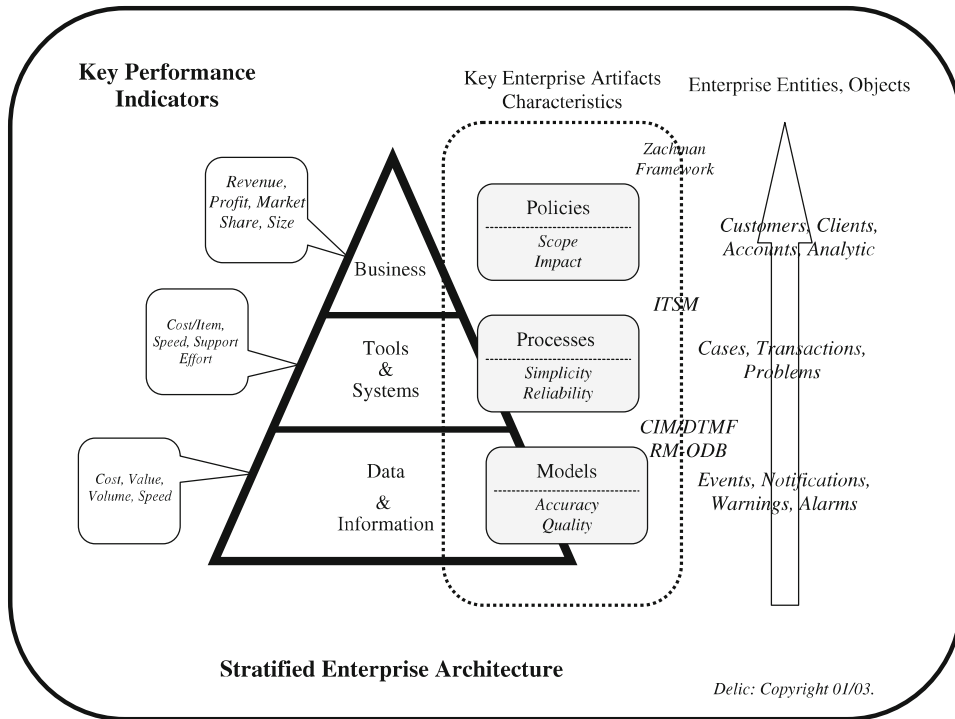 Key Performance
Indicators
Key Enterprise Artifacts
Characteristics
Enterprise Entities, Objects
Zachman
Framework
Revenue,
Profit, Market
Share, Size
Business
Policies
Scope
Impact
Customers, Clients,
Accounts, Analytic
ITSM
Cost/Item,
Speed, Support
Effort
Tools
&
Systems
Processes
Simplicity
Reliability
Cases, Transactions,
Problems
CIM/DTMF
RM-ODB
Cost, Value,
Volume, Speed
Data
&
Information
Models
Accuracy
Quality
Events, Notifications,
Warnings, Alarms
Stratified Enterprise Architecture
Delic: Copyright 01/03.